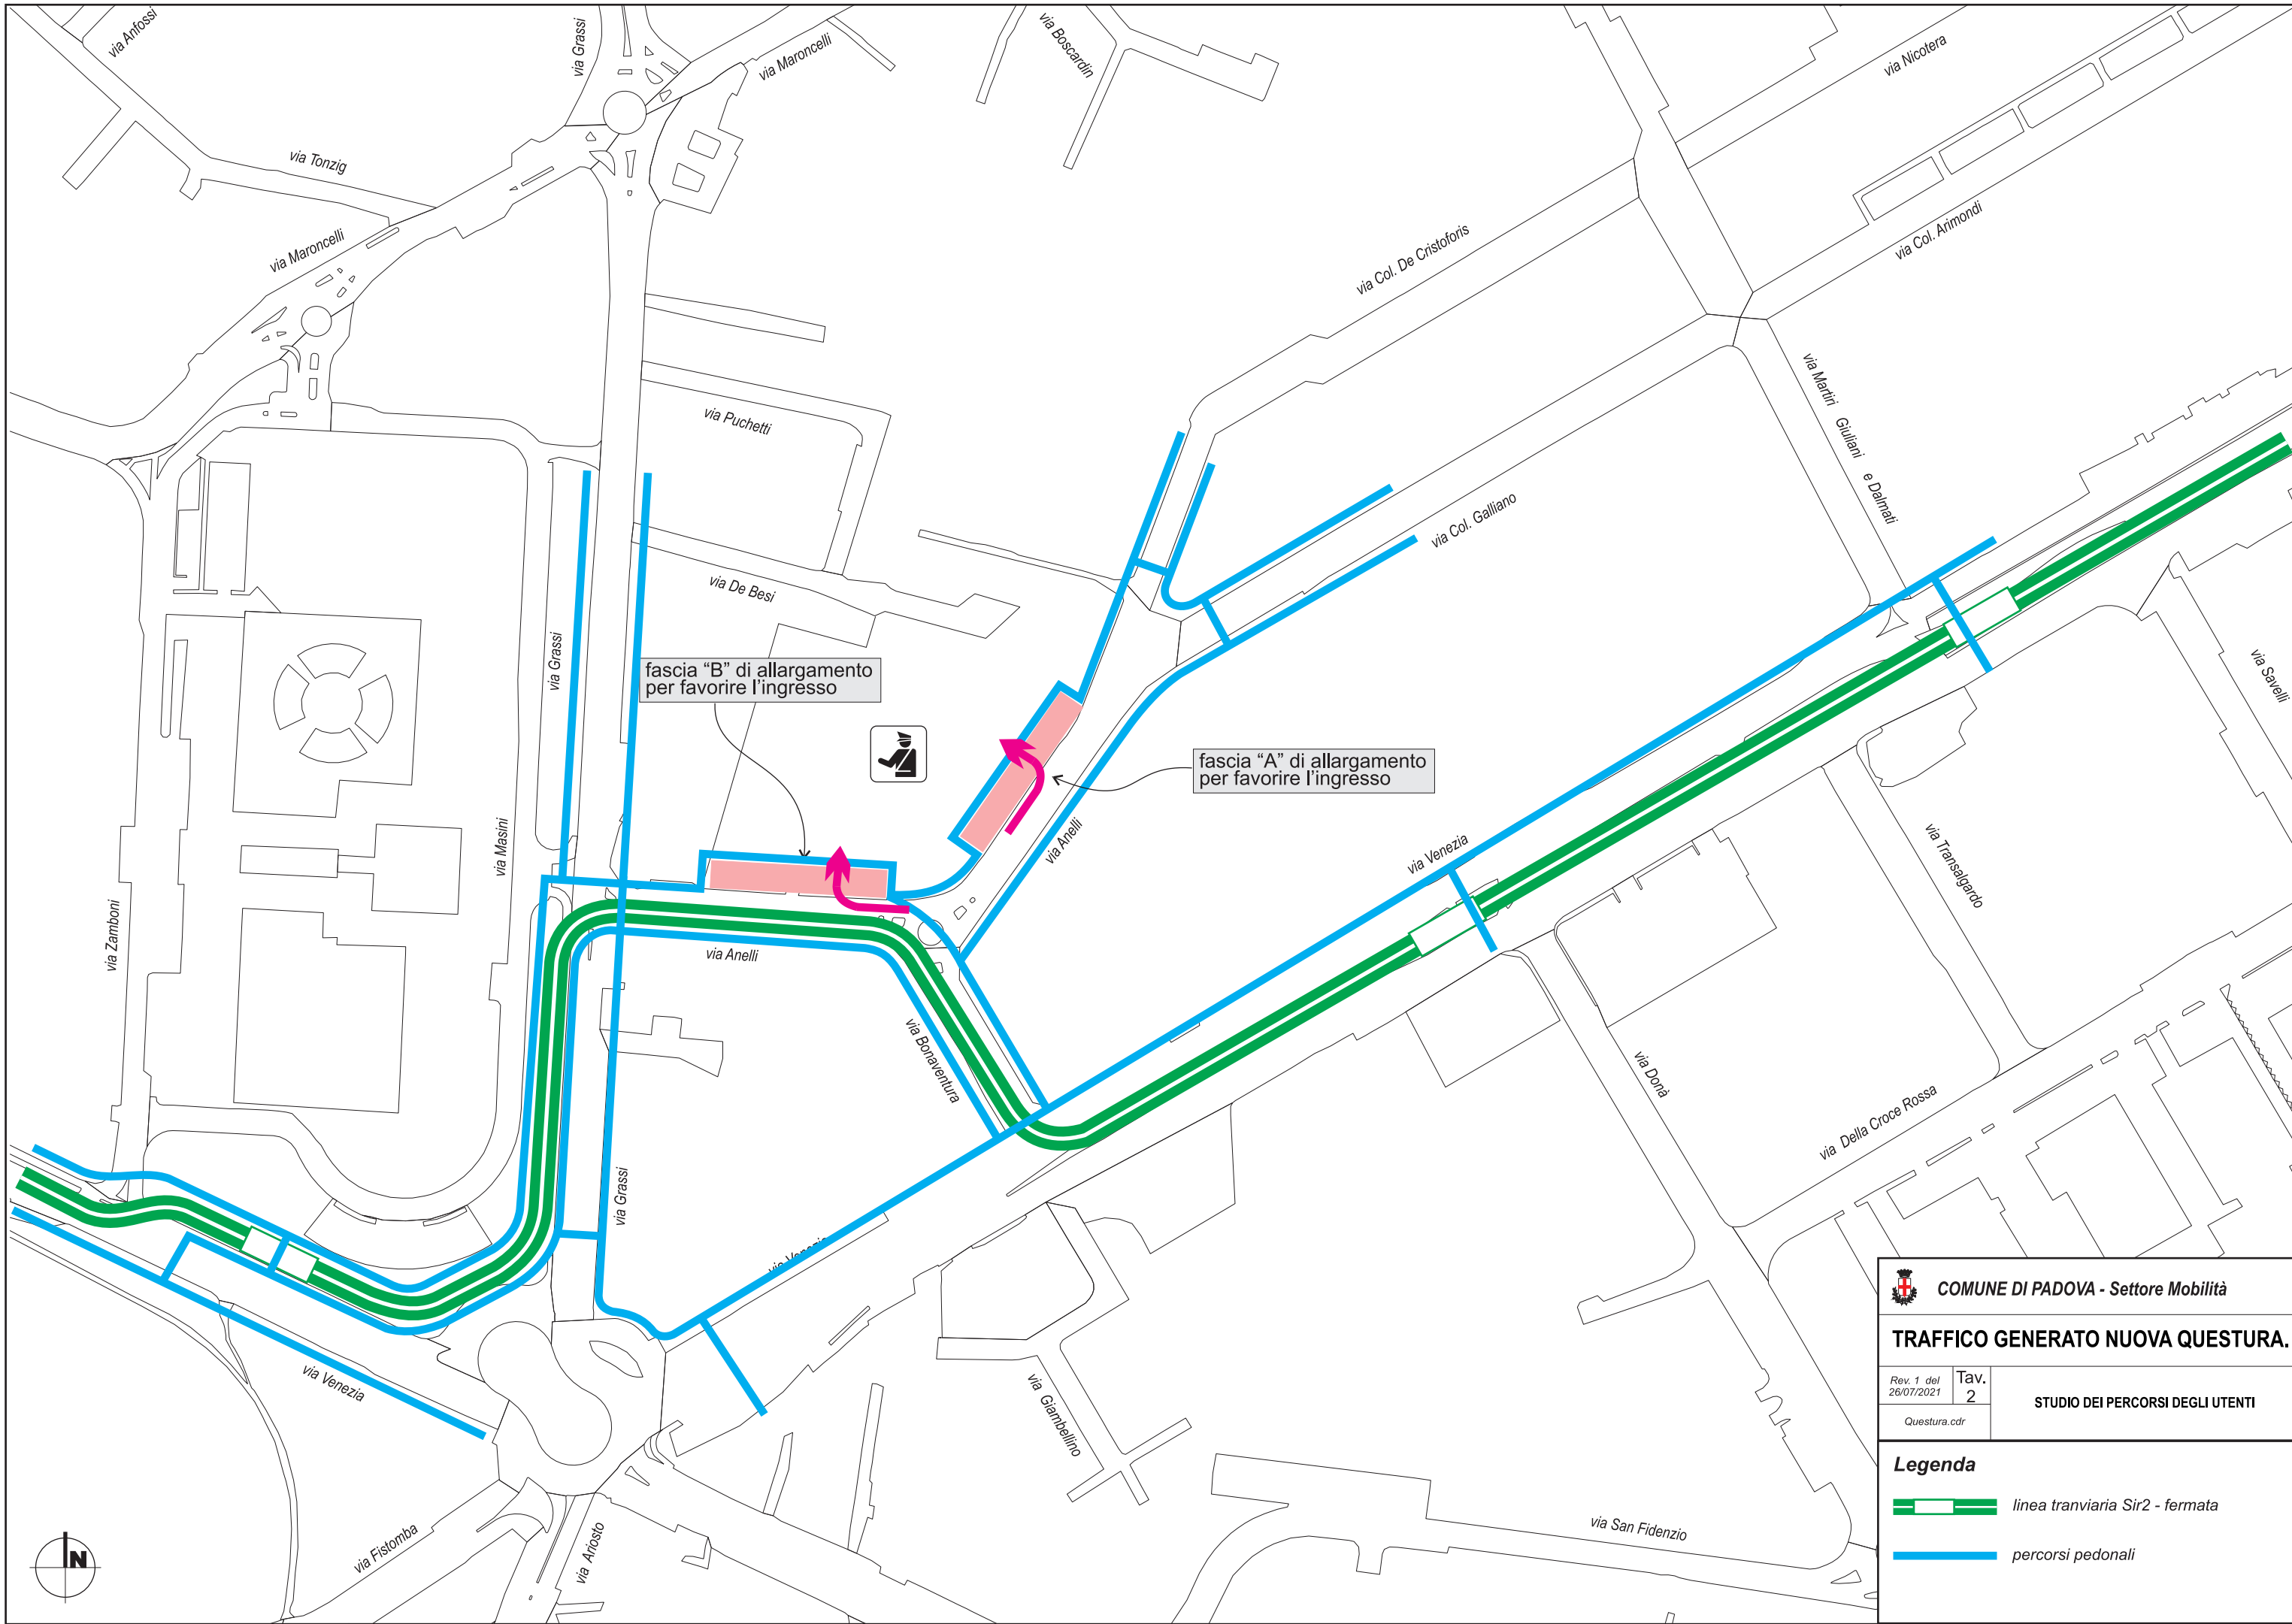 via Anfossi
via Grassi
via Maroncelli
via Boscardin
via Nicotera
via Tonzig
via Maroncelli
via Col. De Cristoforis
via Col. Arimondi
via Puchetti
via Martiri Giuliani e Dalmati
via Col. Galliano
via De Besi
via Grassi
via Savelli
fascia “B” di allargamento
per favorire l’ingresso
fascia “A” di allargamento
per favorire l’ingresso
via Masini
via Anelli
via Venezia
via Transalgardo
via Zamboni
via Anelli
via Bonaventura
via Donà
via Della Croce Rossa
via Grassi
via Venezia
via Venezia
via Giambellino
via Fistomba
via Ariosto
via San Fidenzio
N
COMUNE DI PADOVA - Settore Mobilità
TRAFFICO GENERATO NUOVA QUESTURA.
Rev. 1 del
26/07/2021
Tav.
2
Questura.cdr
STUDIO DEI PERCORSI DEGLI UTENTI
Legenda
linea tranviaria Sir2 - fermata
percorsi pedonali